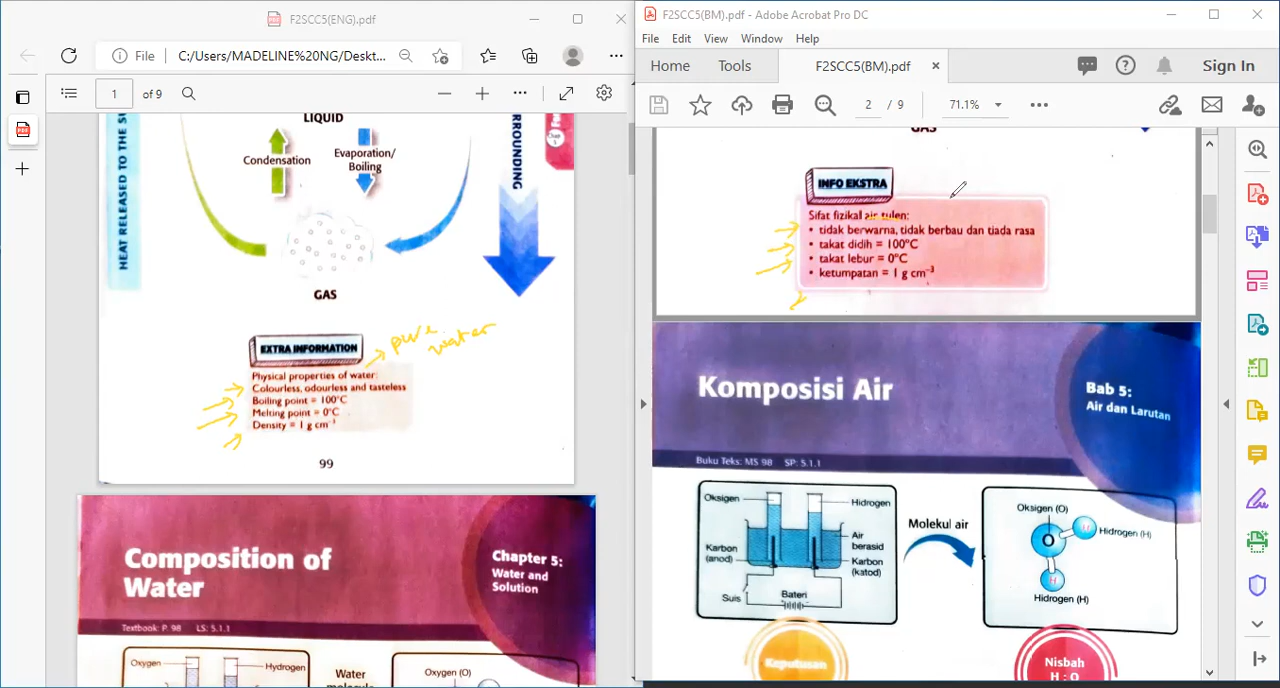 F2SCC5(ENG).pdf
File
C:/Users/MADELINE%20NG/Deskt...
1
of 9
HEAT RELEASED TO THE SU
LIQUID
Condensation
Evaporation/
Boiling
RROUNDING
GAS
EXTRA INFORMATION
pure
water
Physical properties of water:
Colourless, odourless and tasteless
Boiling point = 100°C
Melting point = 0°C
Density = 1 g cm⁻³
99
Composition of
Water
Chapter 5:
Water and
Solution
Textbook: P. 98 LS: 5.1.1
Oxygen
Hydrogen
Water
Oxygen (O)
F2SCC5(BM).pdf - Adobe Acrobat Pro DC
File Edit View Window Help
Home Tools F2SCC5(BM).pdf × Sign In
2 / 9 71.1%
GAS
INFO EKSTRA
Sifat fizikal air tulen:
• tidak berwarna, tidak berbau dan tiada rasa
• takat didih = 100°C
• takat lebur = 0°C
• ketumpatan = 1 g cm⁻³
Komposisi Air
Bab 5:
Air dan Larutan
Buku Teks: MS 98 SP: 5.1.1
Oksigen
Hidrogen
Air
berasid
Karbon
(anod)
Karbon
(katod)
Suis
Bateri
Molekul air
Oksigen (O)
O
H
Hidrogen (H)
H
Hidrogen (H)
Keputusan
Nisbah
H : O